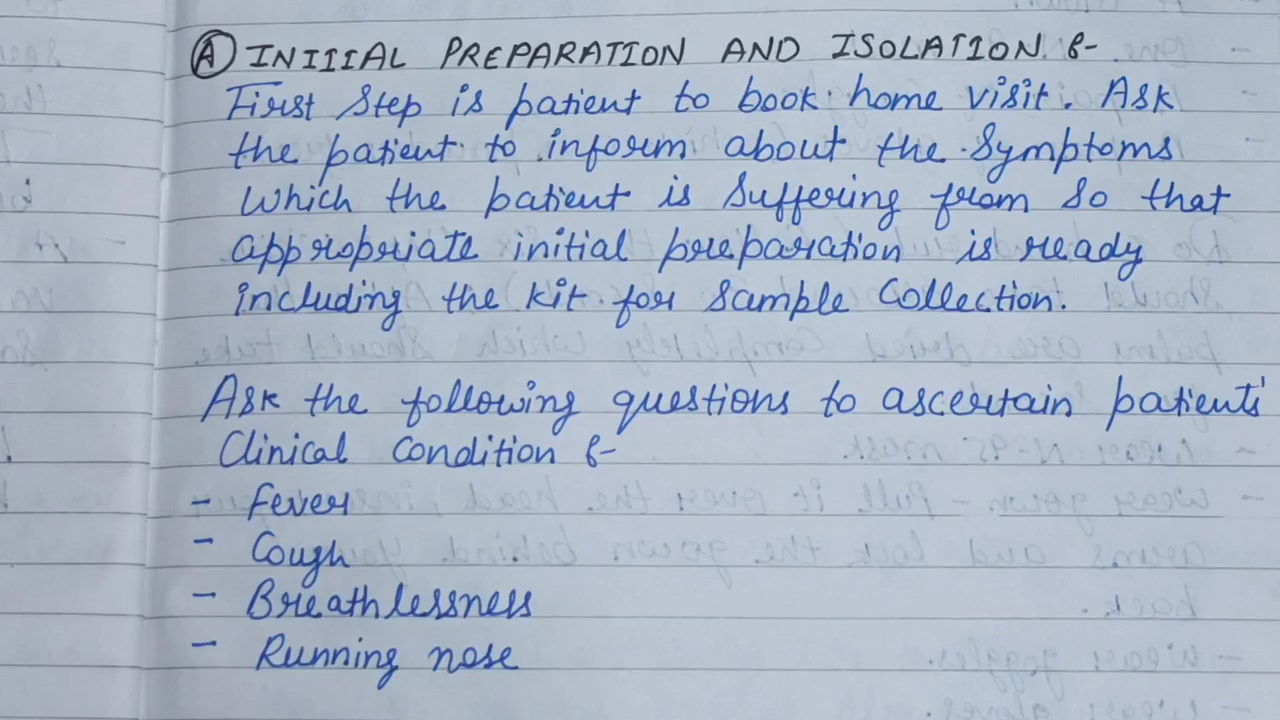 Ⓐ INITIAL PREPARATION AND ISOLATION :-
First Step is patient to book home visit. Ask
the patient to inform about the Symptoms
Which the patient is Suffering from So that
appropriate initial preparation is ready
including the kit for Sample Collection.
Ask the following questions to ascertain patients'
Clinical Condition :-
- Fever
- Cough
- Breathlessness
- Running nose